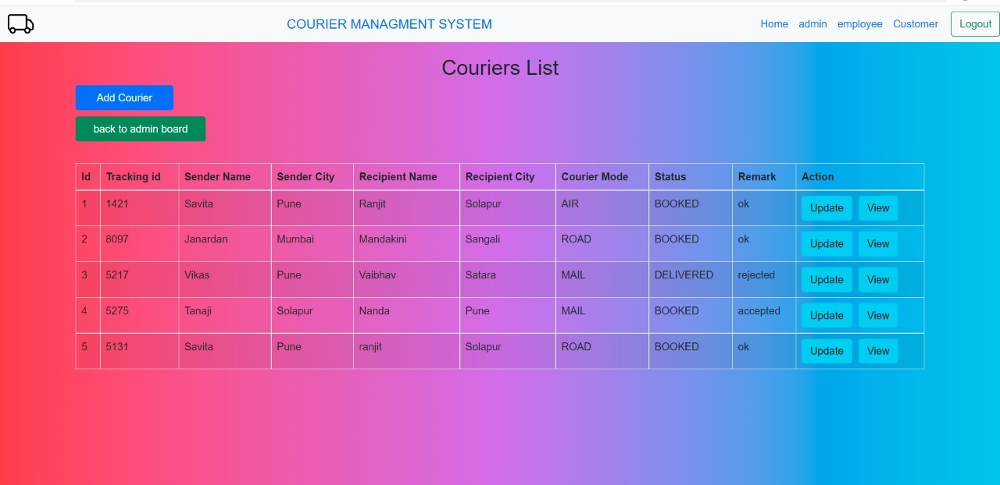 COURIER MANAGMENT SYSTEM Home admin employee Customer Logout
Couriers List
Add Courier
back to admin board
Id Tracking id Sender Name Sender City Recipient Name Recipient City Courier Mode Status Remark Action
1 1421 Savita Pune Ranjit Solapur AIR BOOKED ok Update View
2 8097 Janardan Mumbai Mandakini Sangali ROAD BOOKED ok Update View
3 5217 Vikas Pune Vaibhav Satara MAIL DELIVERED rejected Update View
4 5275 Tanaji Solapur Nanda Pune MAIL BOOKED accepted Update View
5 5131 Savita Pune ranjit Solapur ROAD BOOKED ok Update View